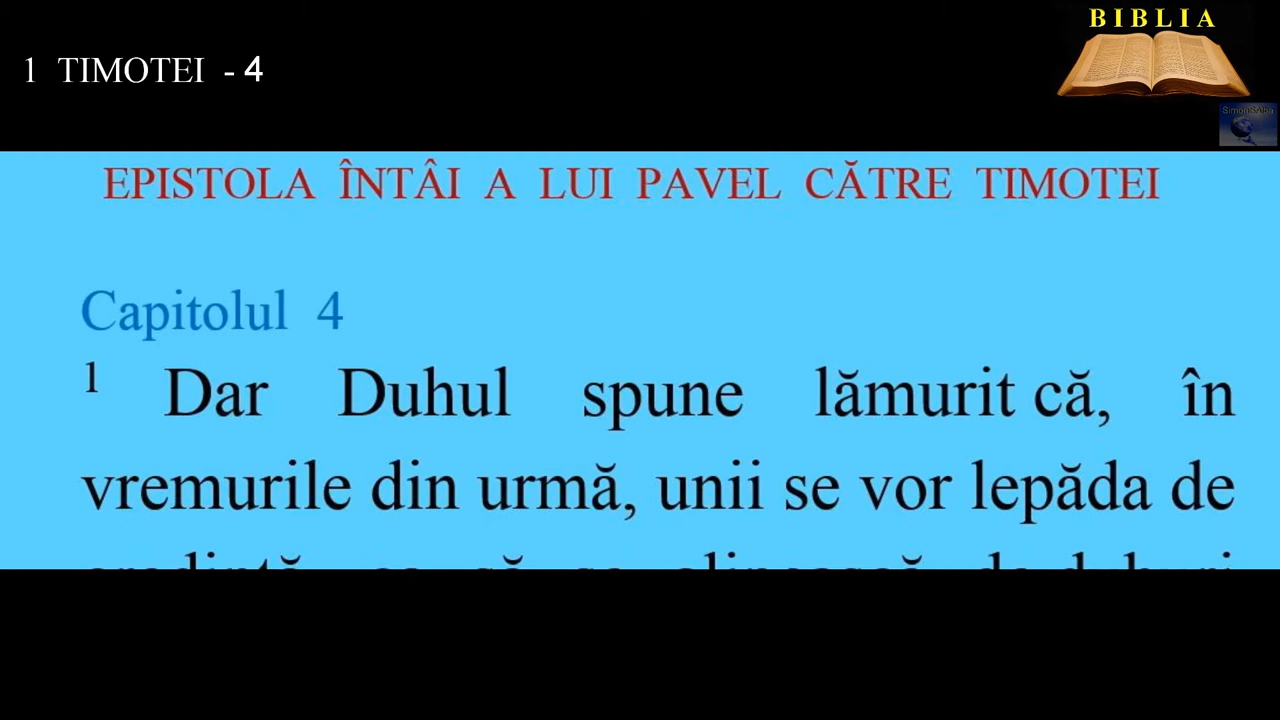 BIBLIA
1 TIMOTEI - 4
EPISTOLA ÎNTÂI A LUI PAVEL CĂTRE TIMOTEI
Capitolul 4
1 Dar Duhul spune lămurit că, în
vremurile din urmă, unii se vor lepăda de